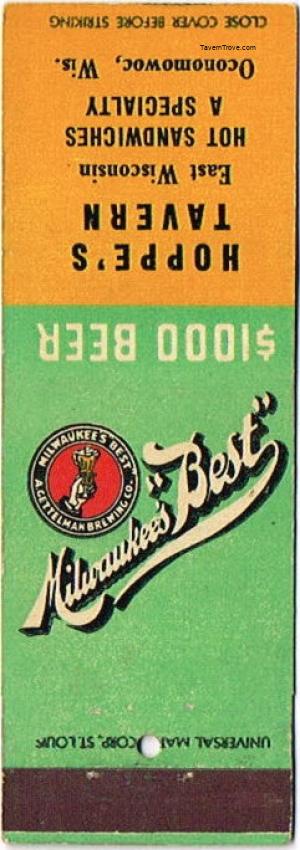 TavernTrove.com
CLOSE COVER BEFORE STRIKING
HOPPE'S
TAVERN
East Wisconsin
HOT SANDWICHES
A SPECIALTY
Oconomowoc, Wis.
$1000 BEER
Milwaukee's
"Best"
MILWAUKEE'S BEST
A. GETTELMAN BREWING CO.
UNIVERSAL CORP., ST. LOUIS